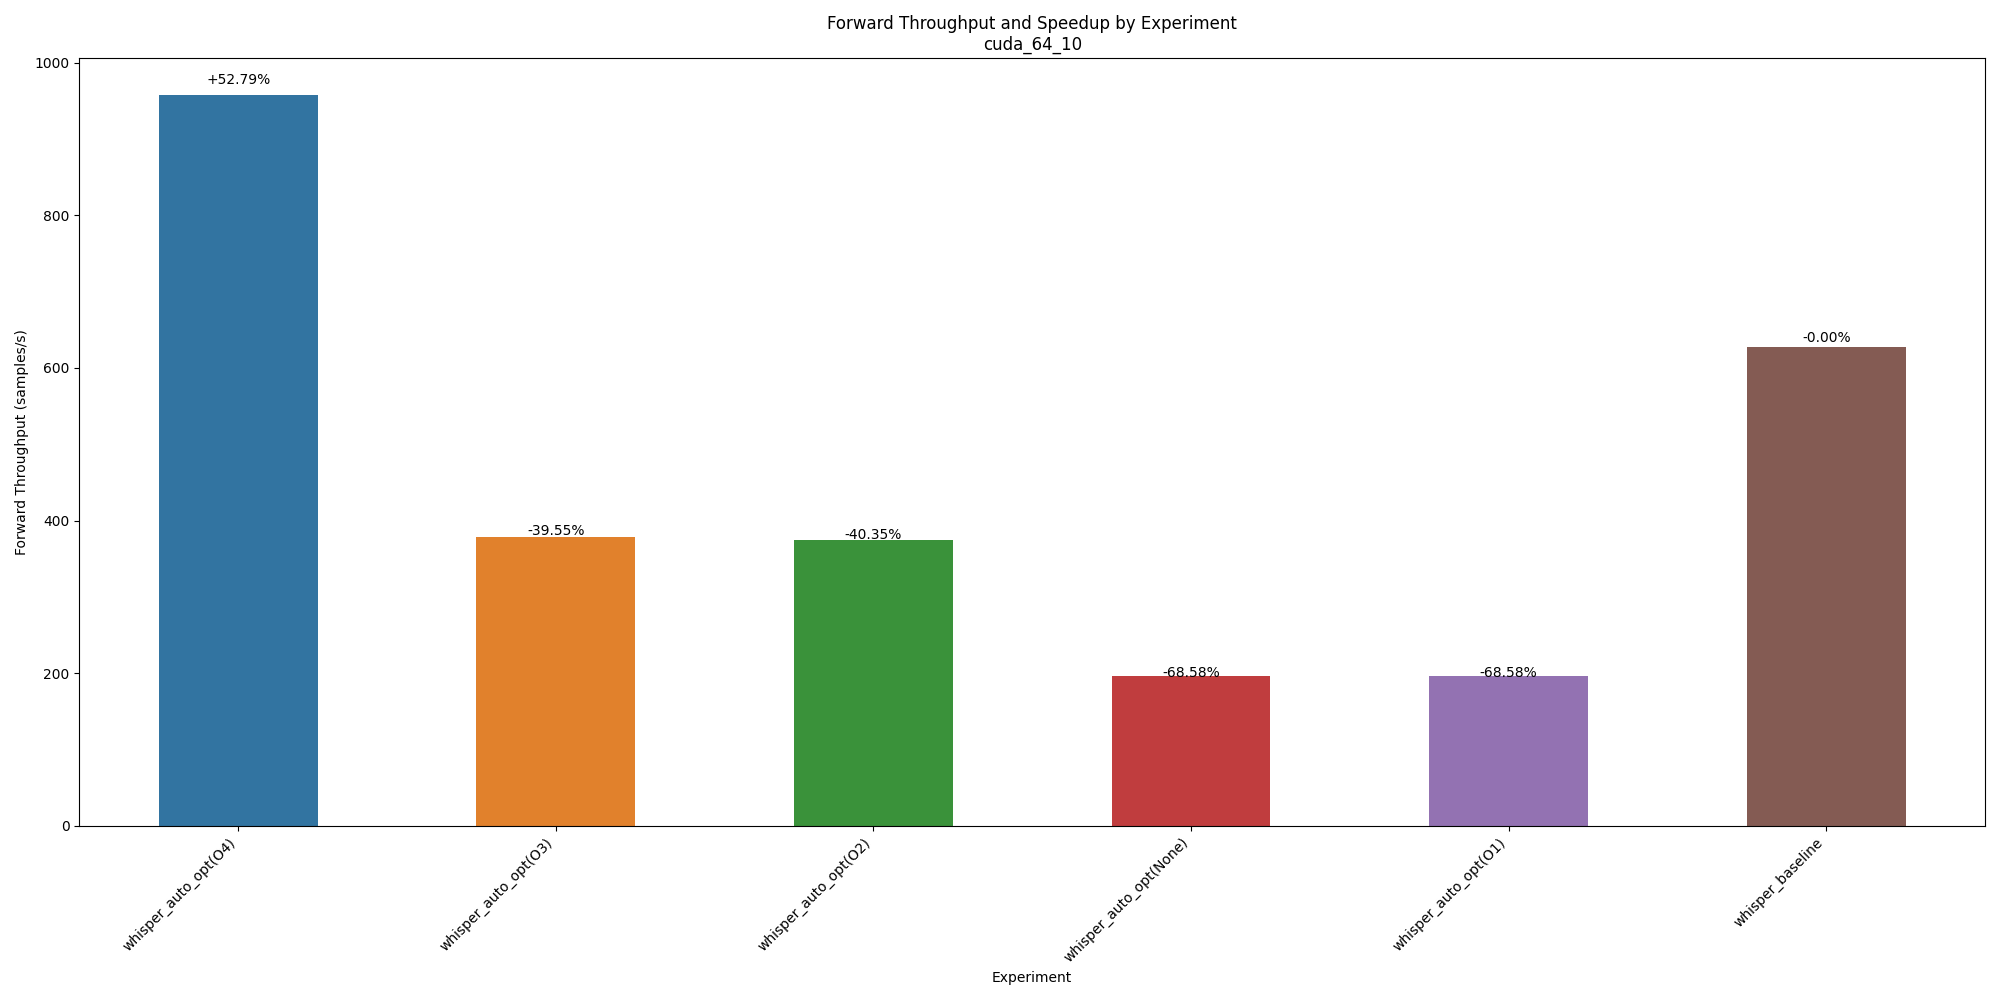 Forward Throughput and Speedup by Experiment
cuda_64_10
Forward Throughput (samples/s)
1000
800
600
400
200
0
+52.79%
-39.55%
-40.35%
-68.58%
-68.58%
-0.00%
whisper_auto_opt(O4)
whisper_auto_opt(O3)
whisper_auto_opt(O2)
whisper_auto_opt(None)
whisper_auto_opt(O1)
whisper_baseline
Experiment